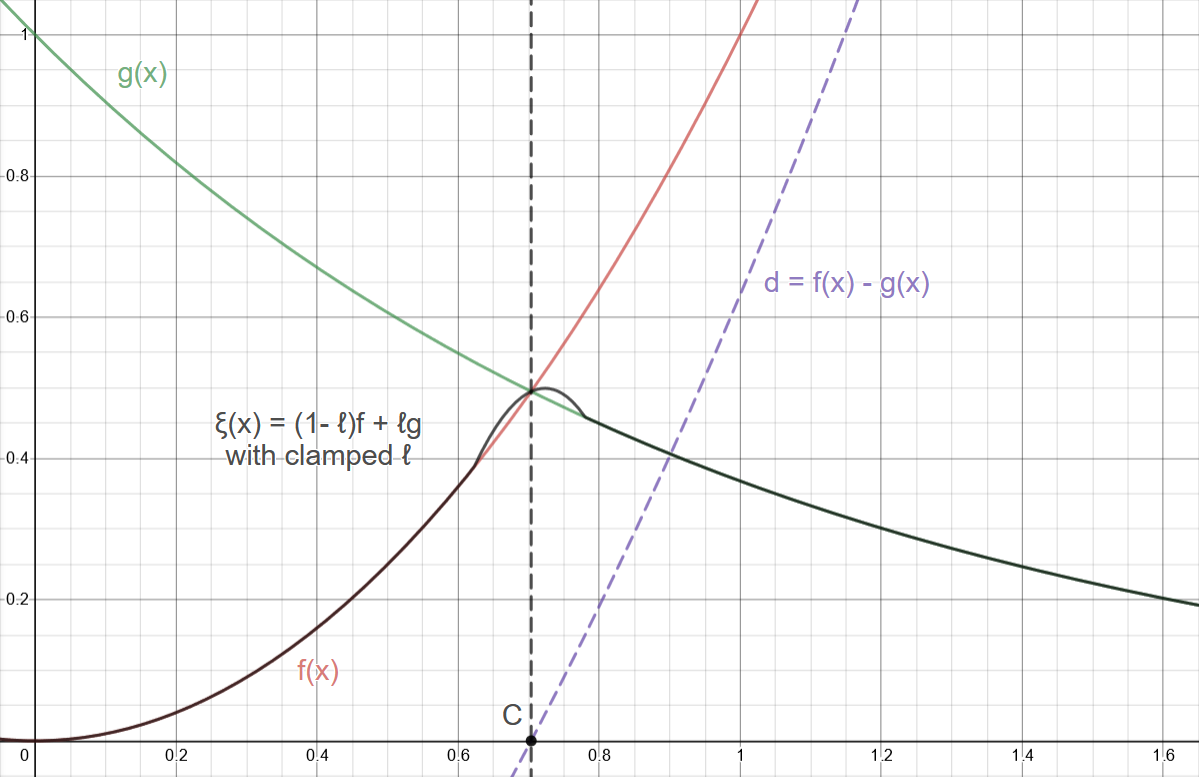 1
g(x)
0.8
d = f(x) - g(x)
0.6
ξ(x) = (1- ℓ)f + ℓg
with clamped ℓ
0.4
0.2
f(x)
C
0 0.2 0.4 0.6 0.8 1 1.2 1.4 1.6